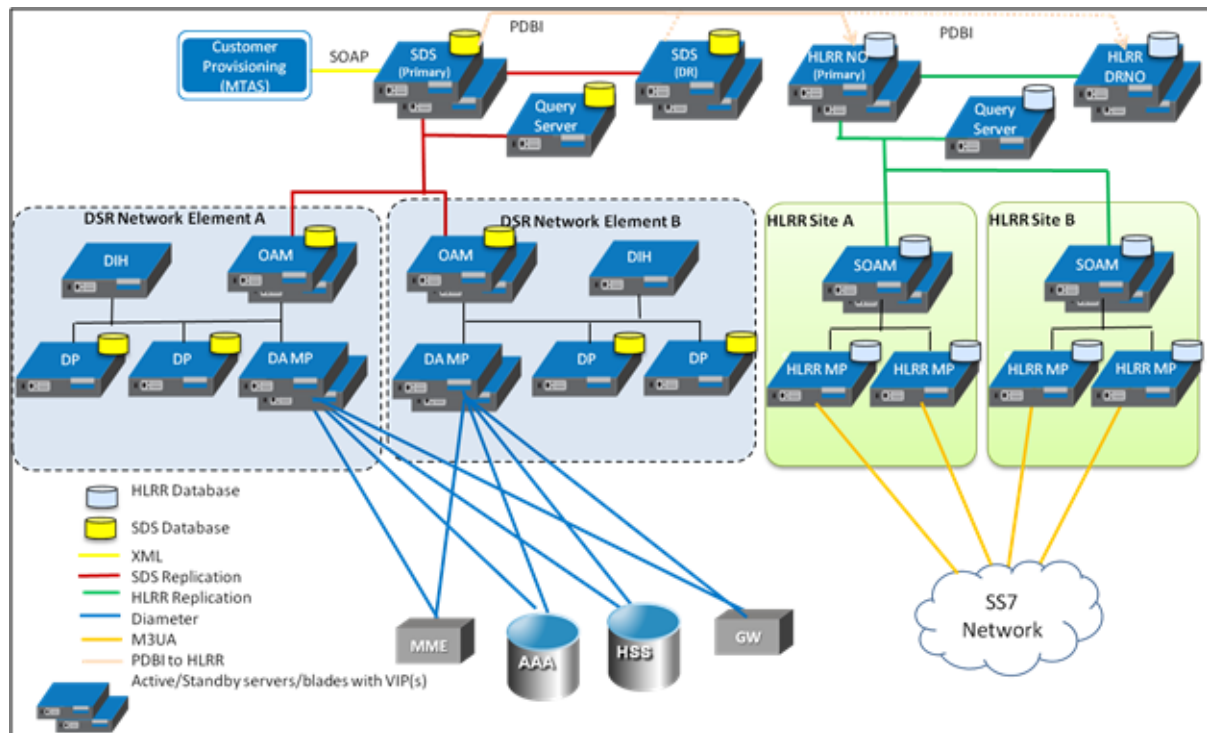 PDBI
PDBI
Customer
Provisioning
(MTAS)
SOAP
SDS
(Primary)
SDS
(DR)
HLRR NO
(Primary)
HLRR
DRNO
Query
Server
Query
Server
DSR Network Element A
DSR Network Element B
HLRR Site A
HLRR Site B
DIH
OAM
OAM
DIH
SOAM
SOAM
DP
DP
DA MP
DA MP
DP
DP
HLRR MP
HLRR MP
HLRR MP
HLRR MP
HLRR Database
SDS Database
XML
SDS Replication
HLRR Replication
Diameter
M3UA
PDBI to HLRR
Active/Standby servers/blades with VIP(s)
MME
AAA
HSS
GW
SS7
Network